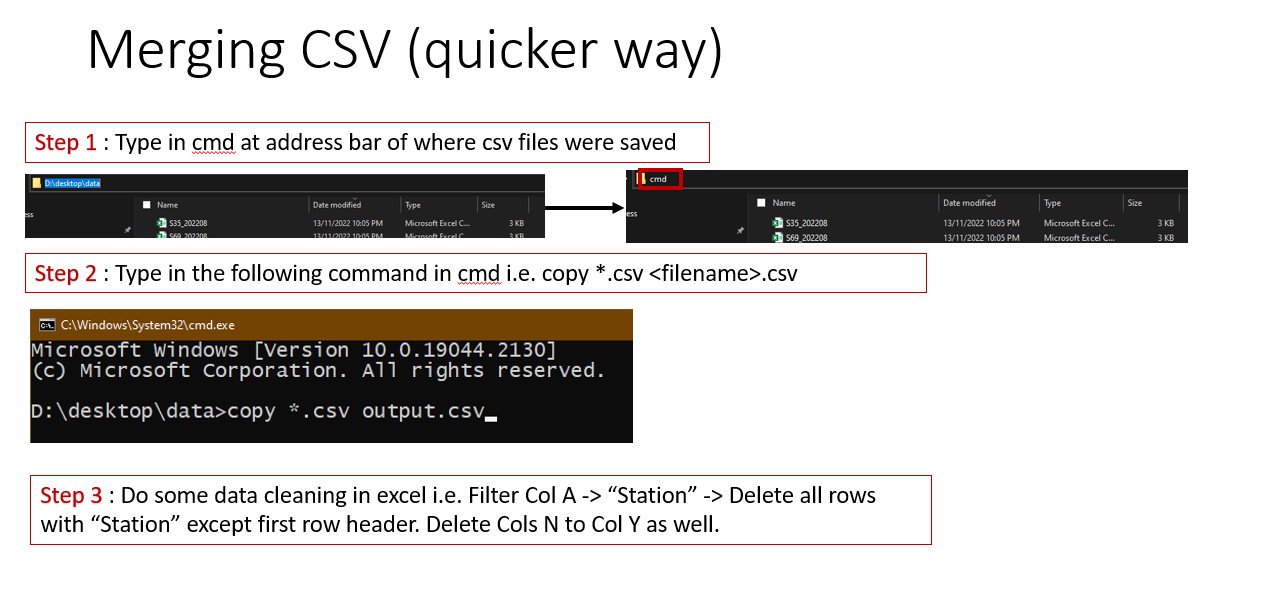 Merging CSV (quicker way)
Step 1 : Type in cmd at address bar of where csv files were saved
D:\desktop\data
Name Date modified Type Size
ess
S35_202208 13/11/2022 10:05 PM Microsoft Excel C... 3 KB
S69_202208 13/11/2022 10:05 PM Microsoft Excel C... 3 KB
cmd
Name Date modified Type Size
ess
S35_202208 13/11/2022 10:05 PM Microsoft Excel C... 3 KB
S69_202208 13/11/2022 10:05 PM Microsoft Excel C... 3 KB
Step 2 : Type in the following command in cmd i.e. copy *.csv <filename>.csv
C:\Windows\System32\cmd.exe
Microsoft Windows [Version 10.0.19044.2130]
(c) Microsoft Corporation. All rights reserved.
D:\desktop\data>copy *.csv output.csv
Step 3 : Do some data cleaning in excel i.e. Filter Col A -> “Station” -> Delete all rows
with “Station” except first row header. Delete Cols N to Col Y as well.